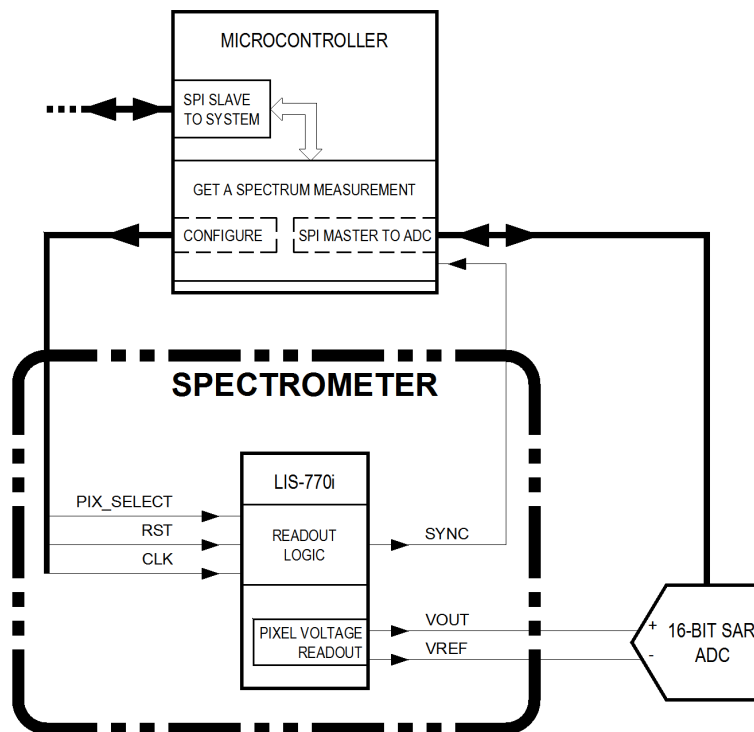 MICROCONTROLLER
SPI SLAVE
TO SYSTEM
GET A SPECTRUM MEASUREMENT
CONFIGURE
SPI MASTER TO ADC
SPECTROMETER
LIS-770i
PIX_SELECT
RST
CLK
READOUT
LOGIC
SYNC
PIXEL VOLTAGE
READOUT
VOUT
VREF
+
-
16-BIT SAR
ADC